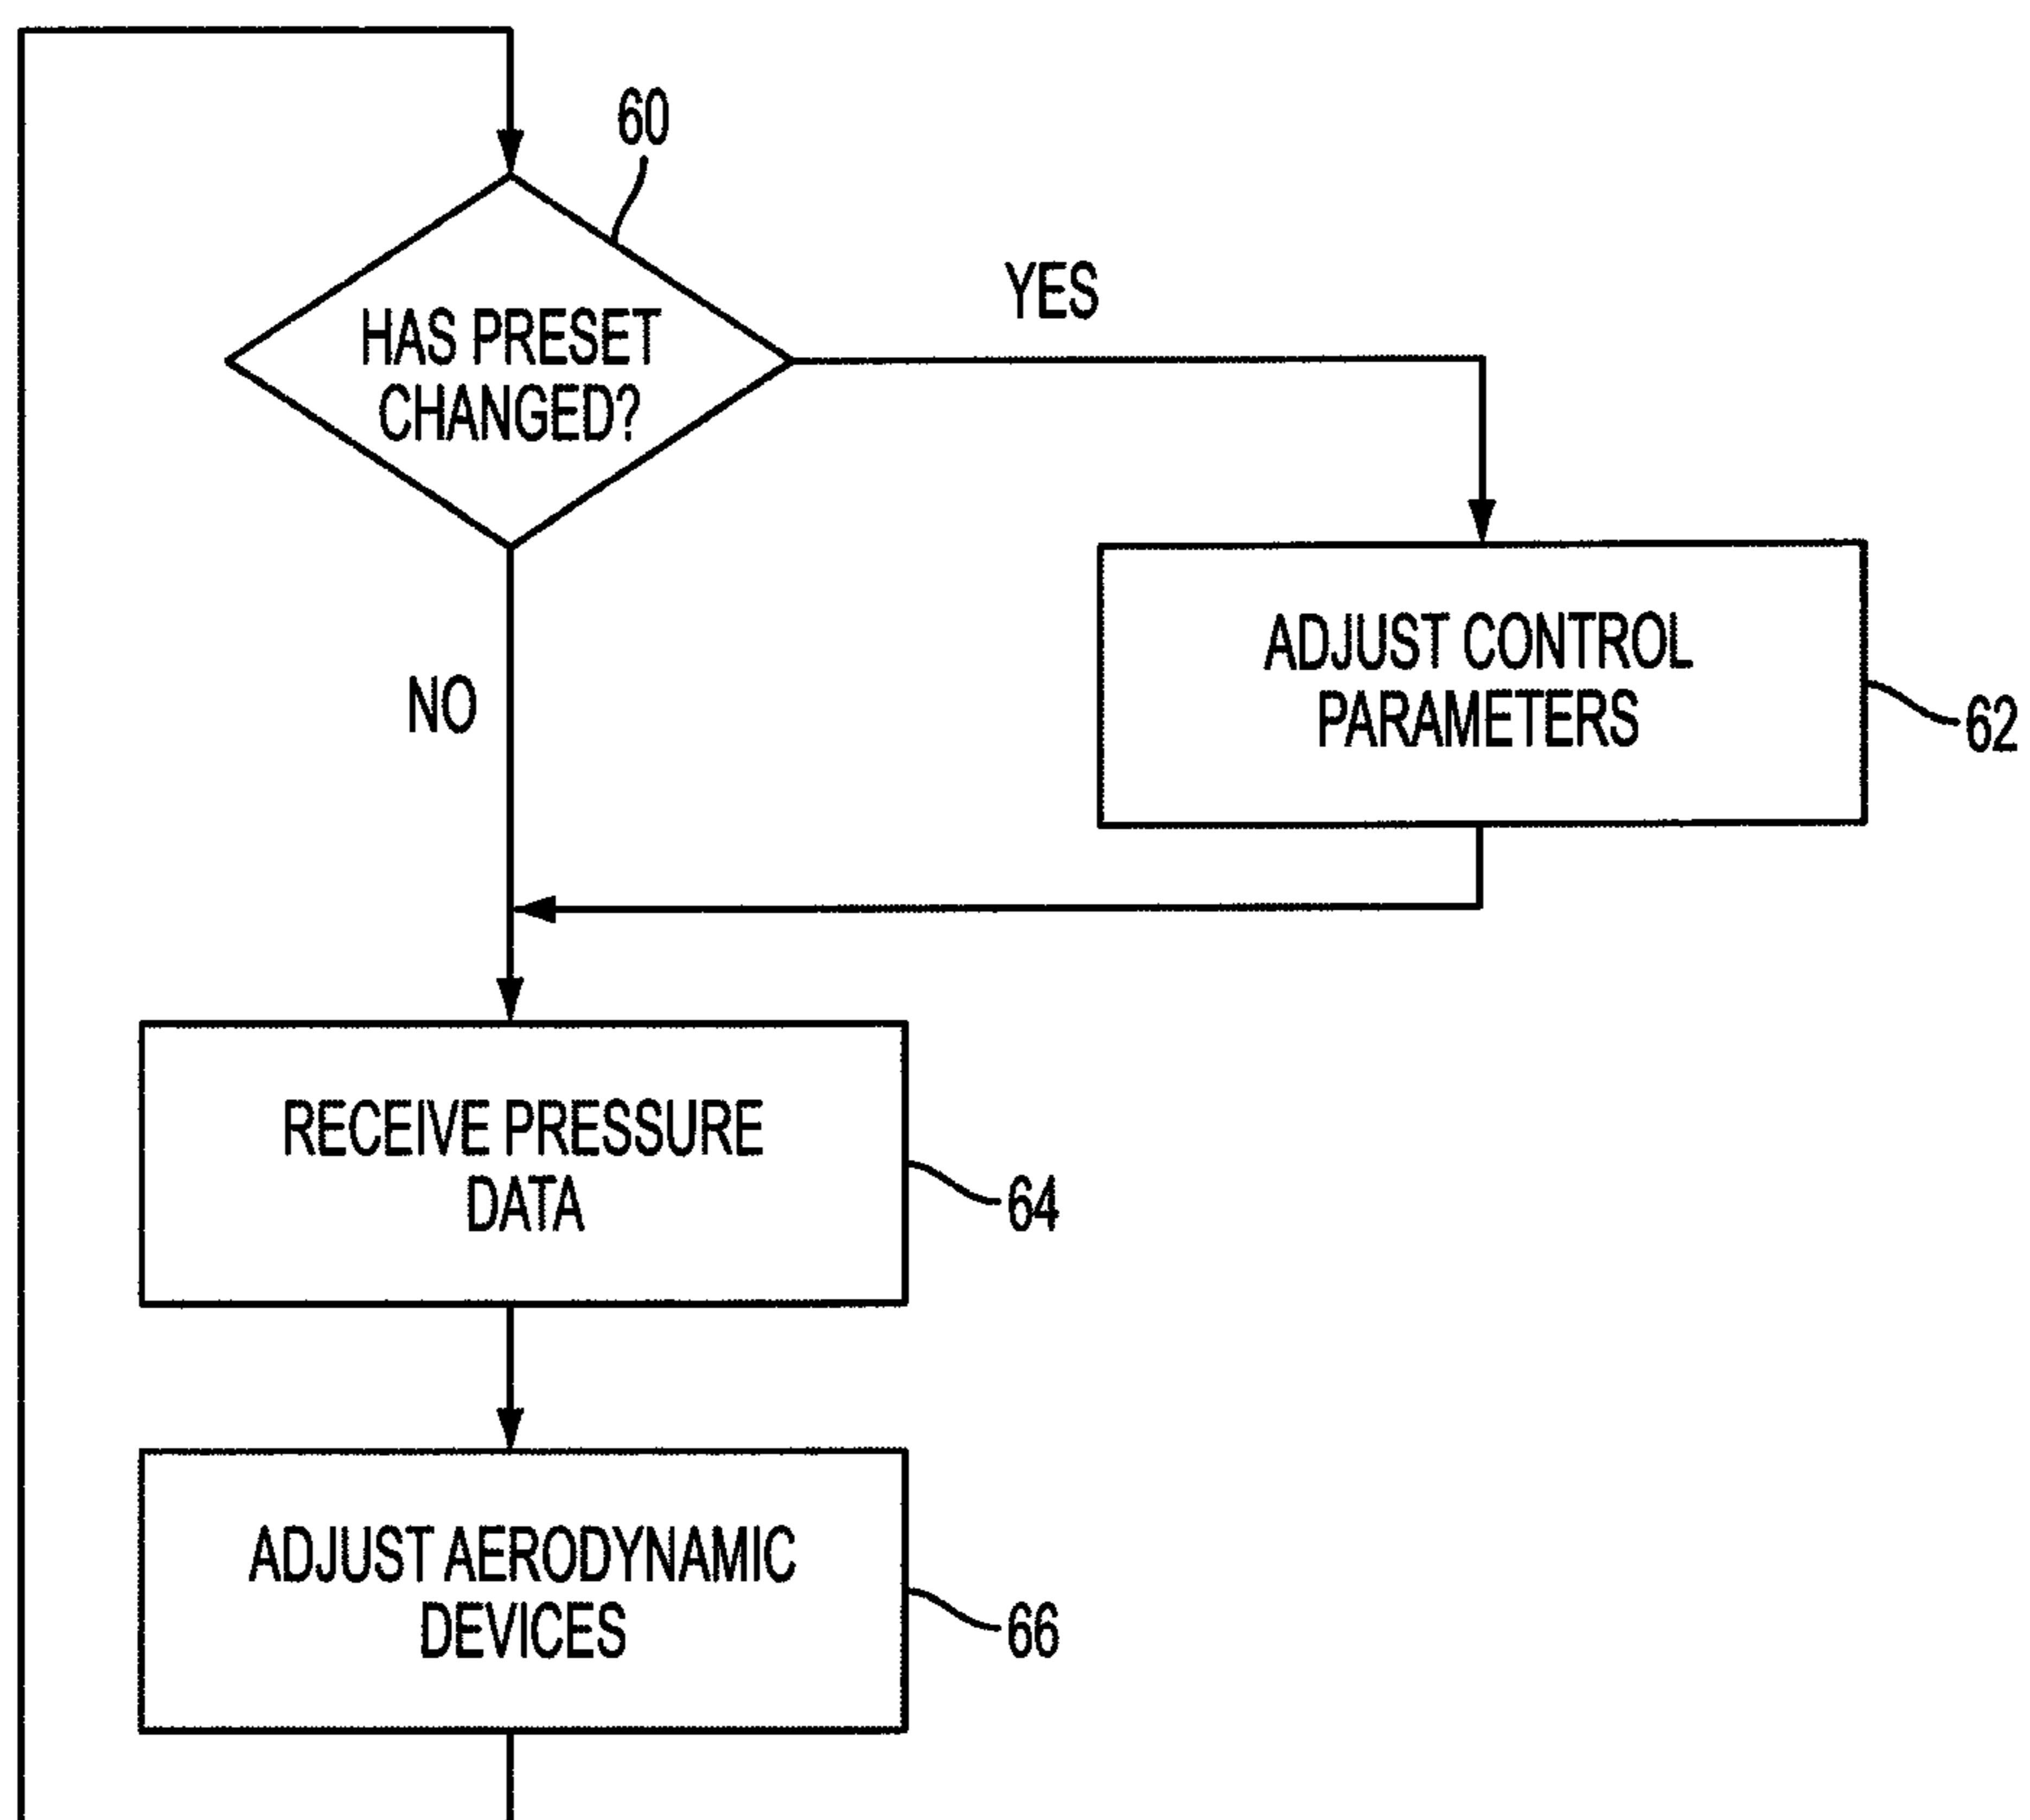 60
HAS PRESET
CHANGED?
YES
NO
ADJUST CONTROL
PARAMETERS
62
RECEIVE PRESSURE
DATA
64
ADJUST AERODYNAMIC
DEVICES
66